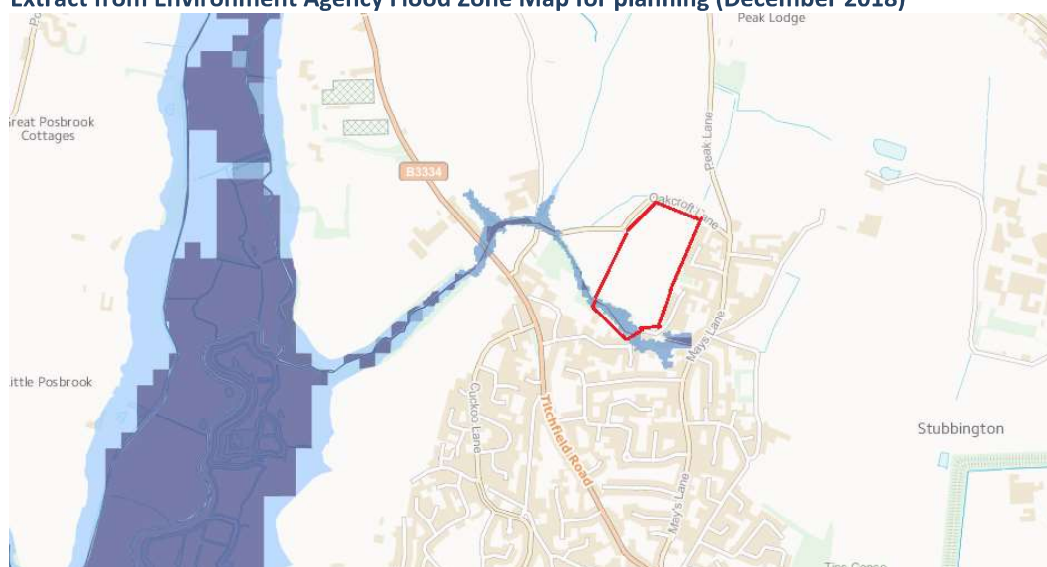 Extract from Environment Agency Flood Zone Map for planning (December 2018)
Peak Lodge
Great Posbrook
Cottages
B3334
Peak Lane
Oakcroft Lane
Little Posbrook
Cuckoo Lane
Titchfield Road
Mays Lane
May's Lane
Stubbington